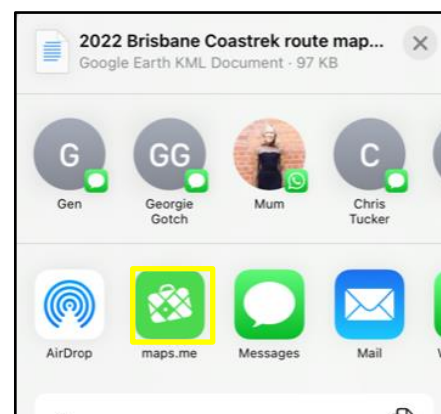 2022 Brisbane Coastrek route map...
Google Earth KML Document · 97 KB
G
GG
C
Gen
Georgie
Gotch
Mum
Chris
Tucker
AirDrop
maps.me
Messages
Mail